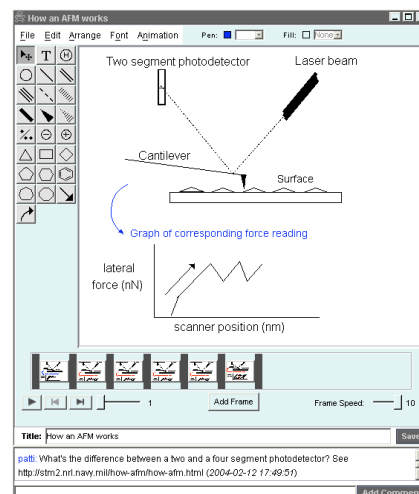 How an AFM works
File Edit Arrange Font Animation Pen: Fill: None
T H
Two segment photodetector Laser beam
Cantilever
Surface
Graph of corresponding force reading
lateral
force (nN)
scanner position (nm)
1 Add Frame Frame Speed: 10
Title: How an AFM works Save
patti: What's the difference between a two and a four segment photodetector? See
http://stm2.nrl.navy.mil/how-afm/how-afm.html (2004-02-12 17:49:51)
Add Comment